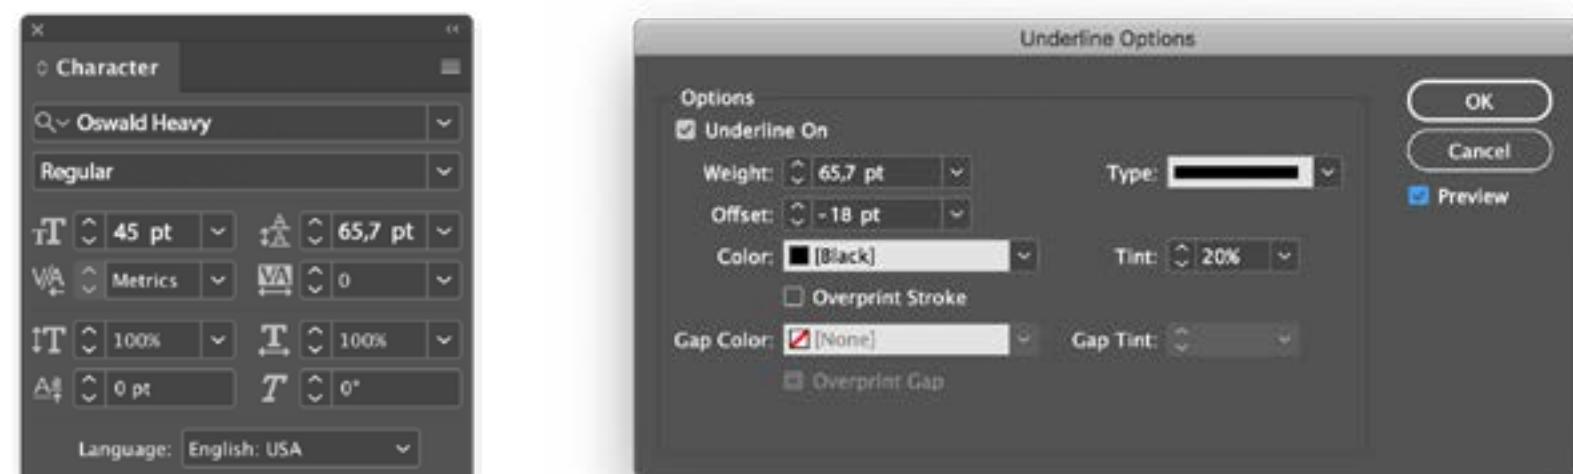 Character
Oswald Heavy
Regular
45 pt 65,7 pt
Metrics 0
100% 100%
0 pt 0°
Language: English: USA
Underline Options
Options
Underline On
Weight: 65,7 pt Type:
Offset: -18 pt
Color: [Black] Tint: 20%
Overprint Stroke
Gap Color: [None] Gap Tint:
Overprint Gap
OK
Cancel
Preview